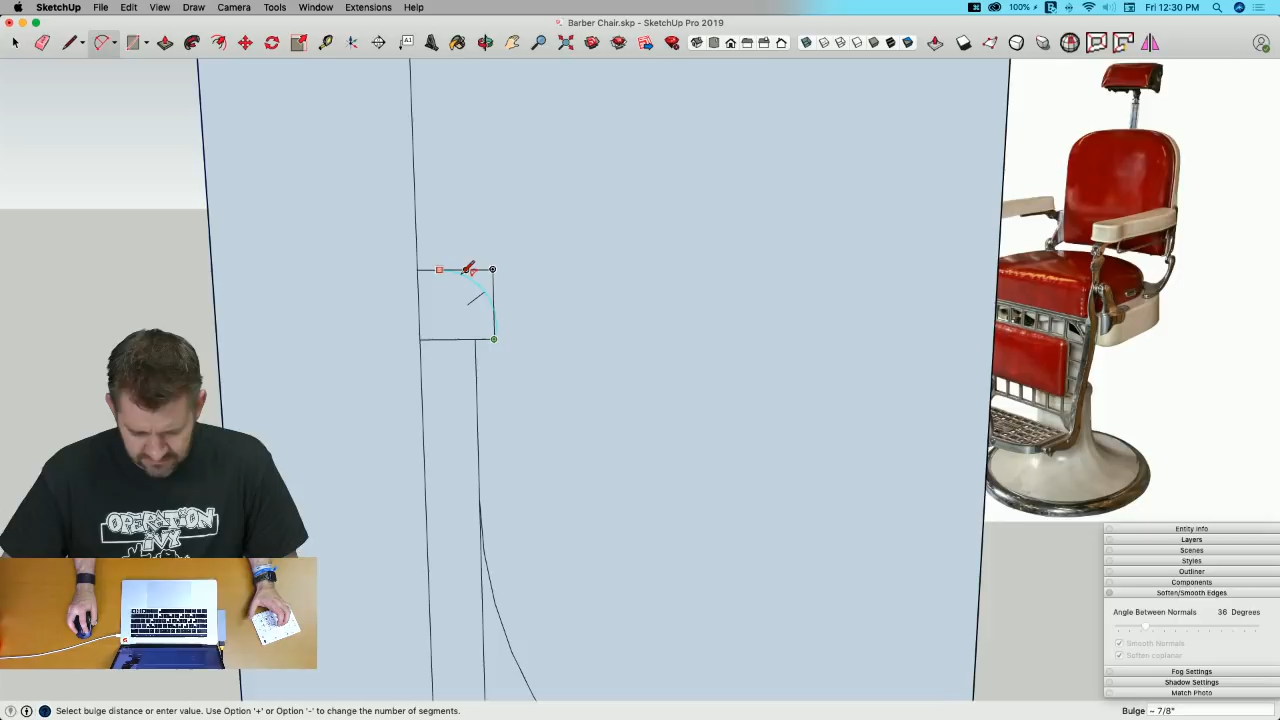 SketchUp File Edit View Camera Draw Tools Window Extensions Help
100% Fri 12:30 PM
Barber Chair.skp - SketchUp Pro 2019
A1
OPERATION
IVY
Entity Info
Layers
Scenes
Styles
Outliner
Components
Soften/Smooth Edges
Angle Between Normals 36 Degrees
Smooth Normals
Soften coplanar
Fog Settings
Shadow Settings
Match Photo
Select bulge distance or enter value. Use Option '+' or Option '-' to change the number of segments.
Bulge ~ 7/8"